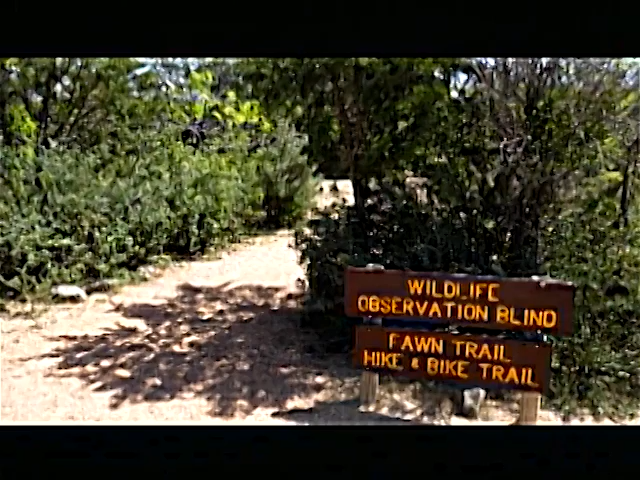 WILDLIFE
OBSERVATION BLIND
FAWN TRAIL
HIKE & BIKE TRAIL